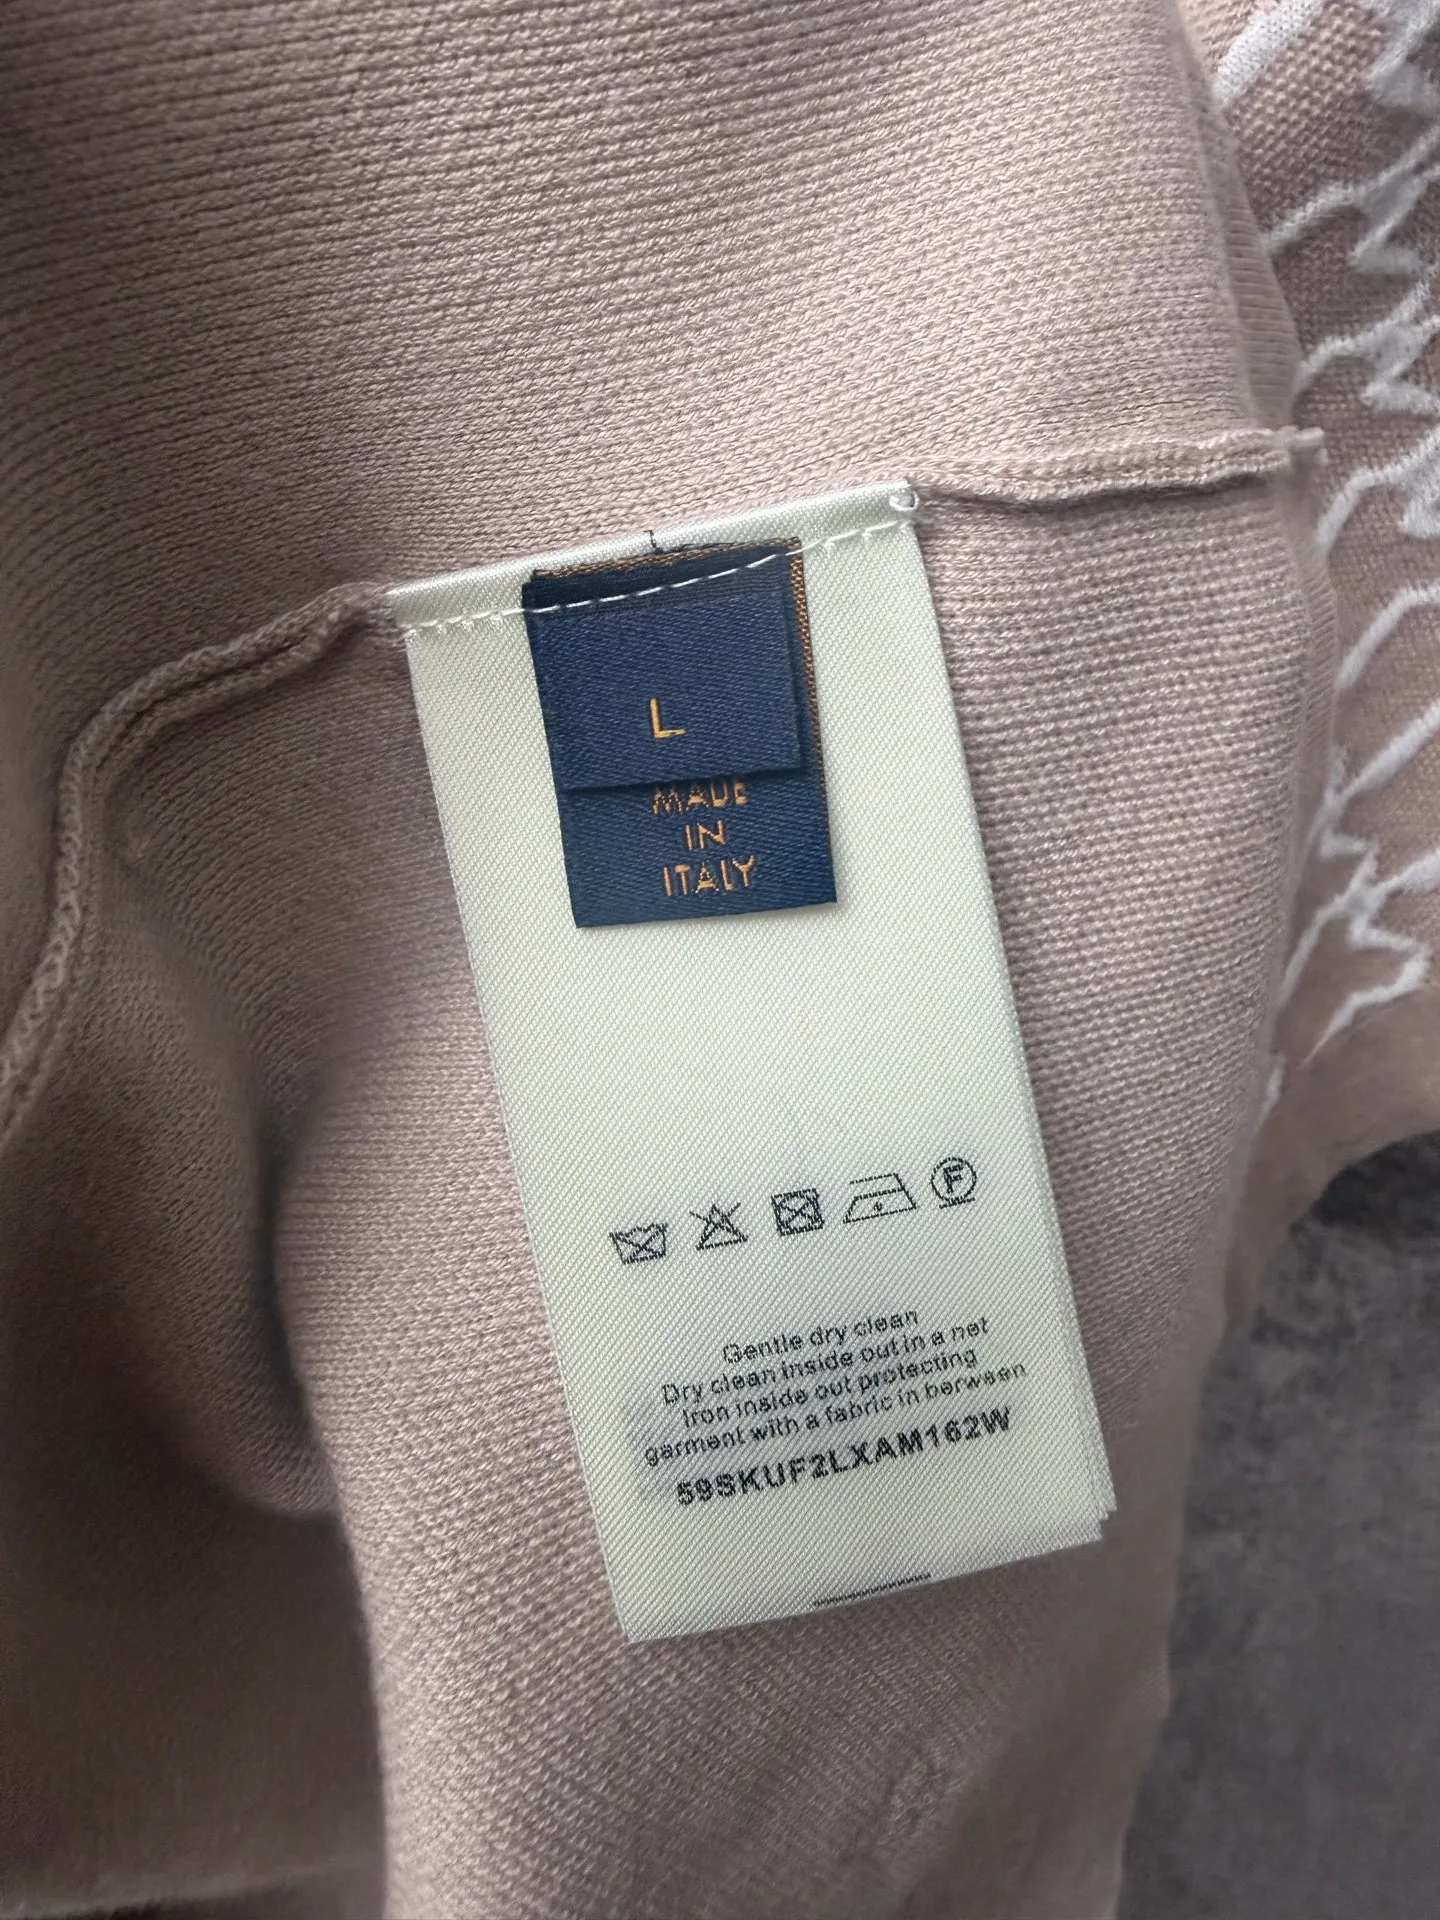 L
MADE
IN
ITALY
F
Gentle dry clean
Dry clean inside out in a net
Iron inside out protecting
garment with a fabric in berween
59SKUF2LXAM162W